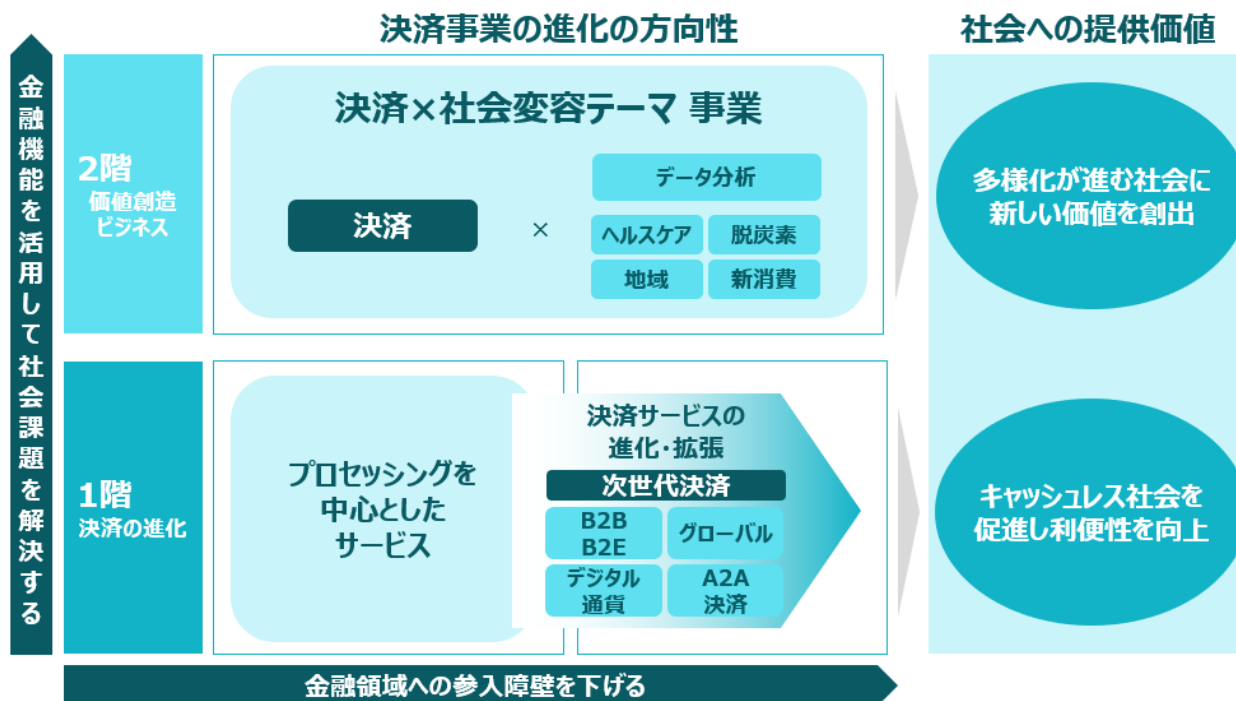 決済事業の進化の方向性
社会への提供価値
金融機能を活用して社会課題を解決する
2階
価値創造
ビジネス
決済×社会変容テーマ 事業
決済
×
データ分析
ヘルスケア
脱炭素
地域
新消費
多様化が進む社会に
新しい価値を創出
1階
決済の進化
プロセッシングを
中心とした
サービス
決済サービスの
進化・拡張
次世代決済
B2B
B2E
グローバル
デジタル
通貨
A2A
決済
キャッシュレス社会を
促進し利便性を向上
金融領域への参入障壁を下げる